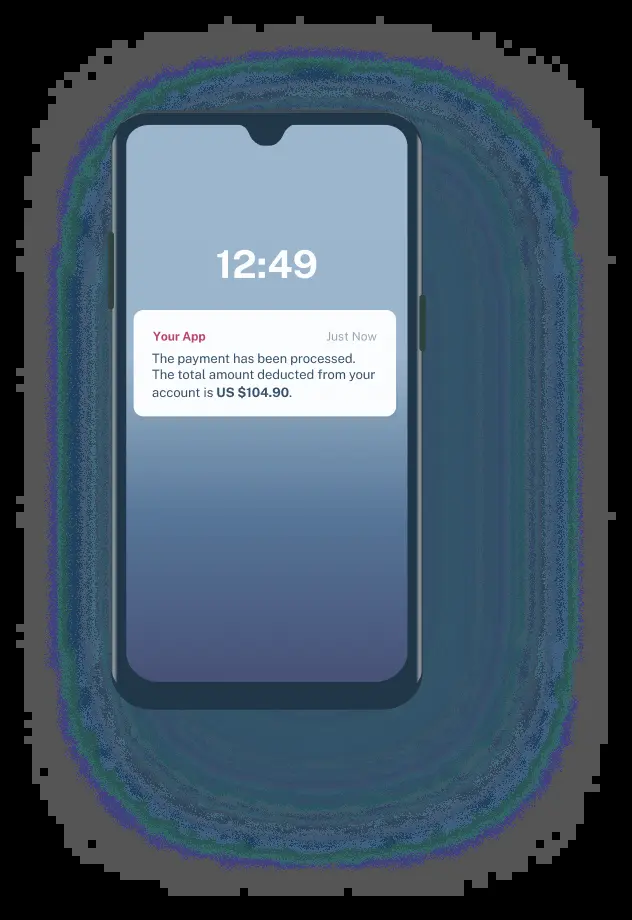 12:49
Your App Just Now
The payment has been processed.
The total amount deducted from your
account is US $104.90.